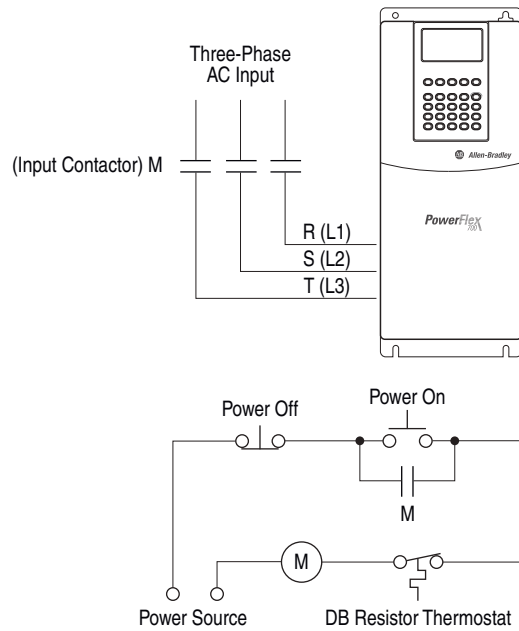 Three-Phase
AC Input
(Input Contactor) M
Allen-Bradley
PowerFlex
700
R (L1)
S (L2)
T (L3)
Power Off
Power On
M
M
Power Source
DB Resistor Thermostat